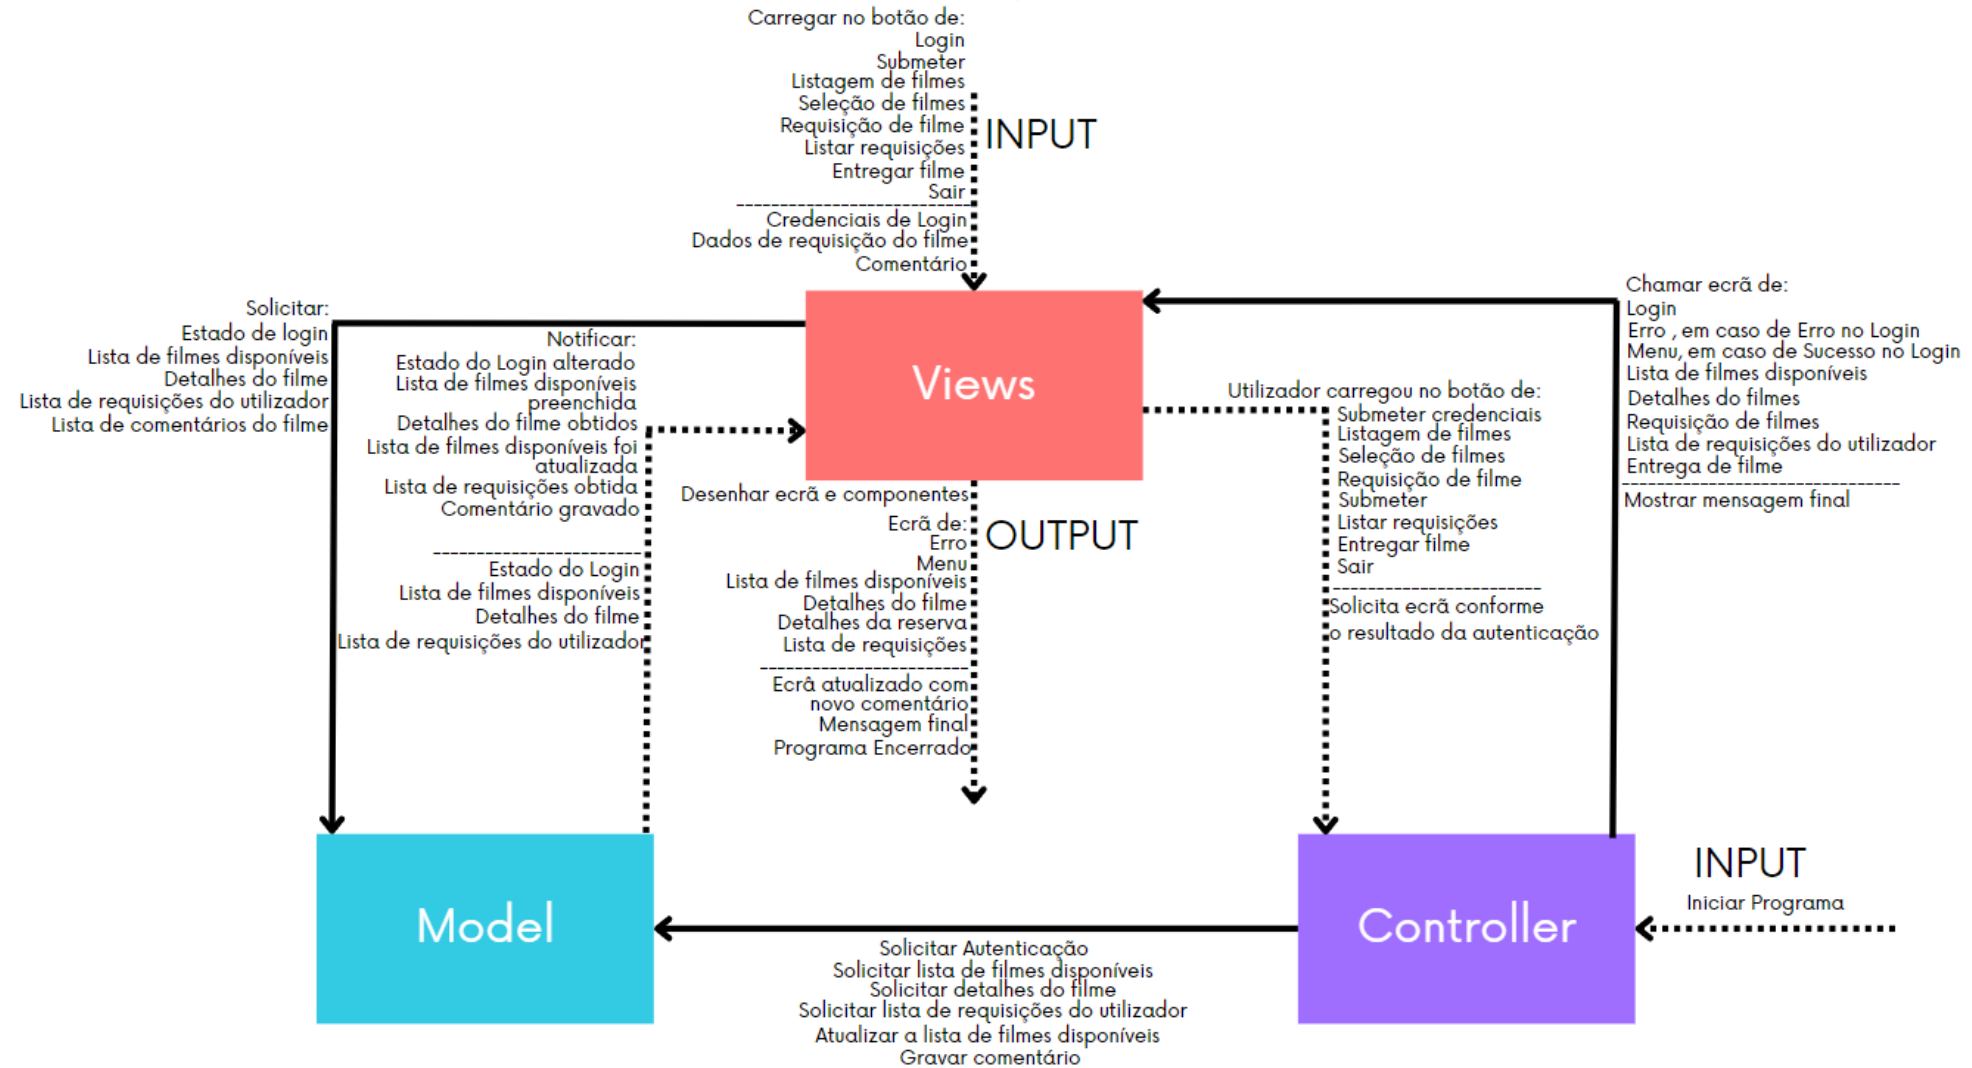 Carregar no botão de:
Login
Submeter
Listagem de filmes
Seleção de filmes
Requisição de filme
Listar requisições
Entregar filme
Sair
---------------------------
Credenciais de Login
Dados de requisição do filme
Comentário
INPUT
Solicitar:
Estado de login
Lista de filmes disponíveis
Detalhes do filme
Lista de requisições do utilizador
Lista de comentários do filme
Notificar:
Estado do Login alterado
Lista de filmes disponíveis
preenchida
Detalhes do filme obtidos
Lista de filmes disponíveis foi
atualizada
Lista de requisições obtida
Comentário gravado
------------------------
Estado do Login
Lista de filmes disponíveis
Detalhes do filme
Lista de requisições do utilizador
Views
Desenhar ecrã e componentes
Ecrã de:
Erro
Menu
Lista de filmes disponíveis
Detalhes do filme
Detalhes da reserva
Lista de requisições
------------------------
Ecrã atualizado com
novo comentário
Mensagem final
Programa Encerrado
OUTPUT
Utilizador carregou no botão de:
Submeter credenciais
Listagem de filmes
Seleção de filmes
Requisição de filme
Submeter
Listar requisições
Entregar filme
Sair
------------------------
Solicita ecrã conforme
o resultado da autenticação
Chamar ecrã de:
Login
Erro , em caso de Erro no Login
Menu, em caso de Sucesso no Login
Lista de filmes disponíveis
Detalhes do filmes
Requisição de filmes
Lista de requisições do utilizador
Entrega de filme
--------------------------------
Mostrar mensagem final
Model
Controller
INPUT
Iniciar Programa
Solicitar Autenticação
Solicitar lista de filmes disponíveis
Solicitar detalhes do filme
Solicitar lista de requisições do utilizador
Atualizar a lista de filmes disponíveis
Gravar comentário